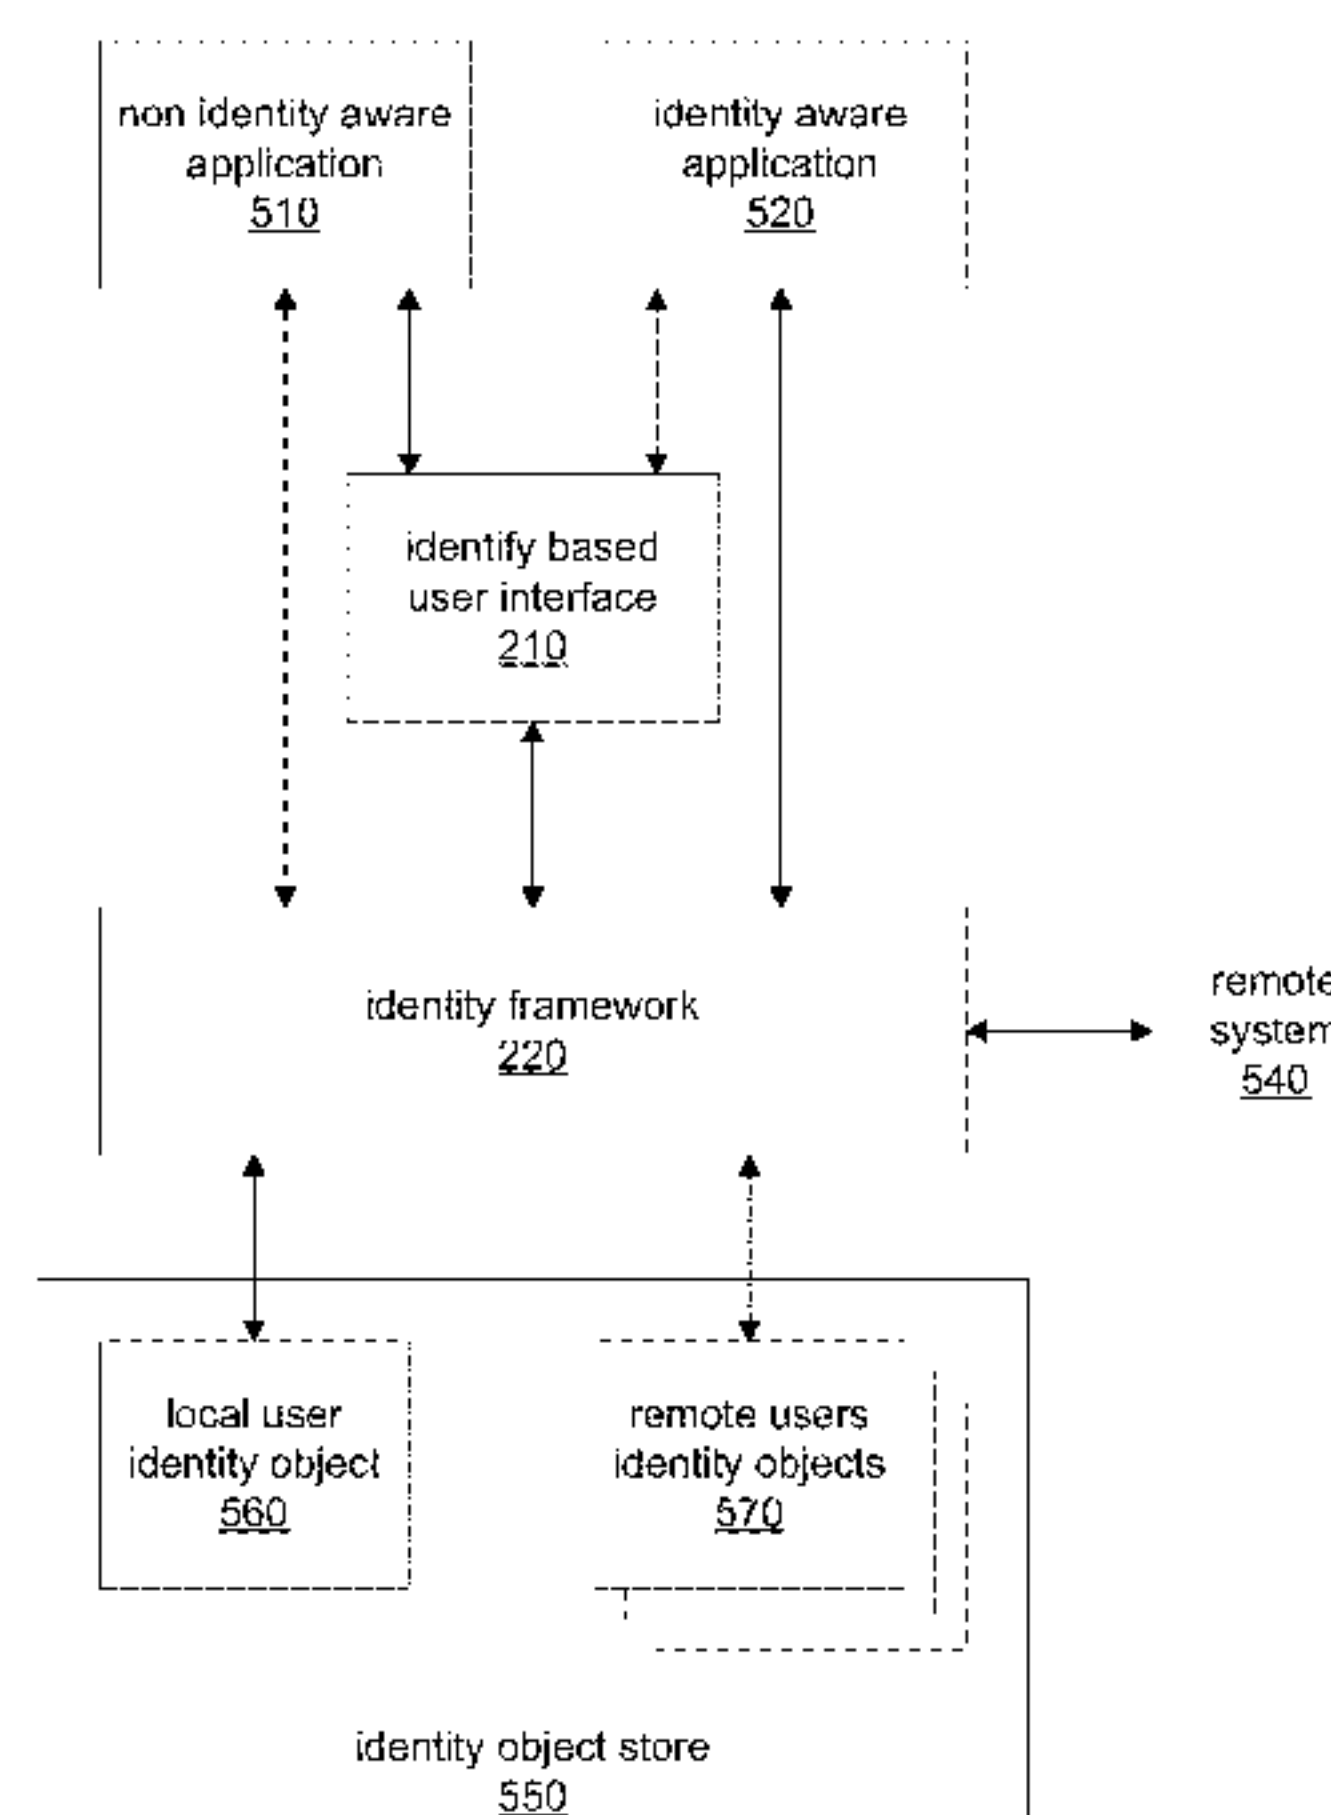 non identity aware
application
510
identity aware
application
520
identify based
user interface
210
identity framework
220
remote
system
540
local user
identity object
560
remote users
identity objects
570
identity object store
550